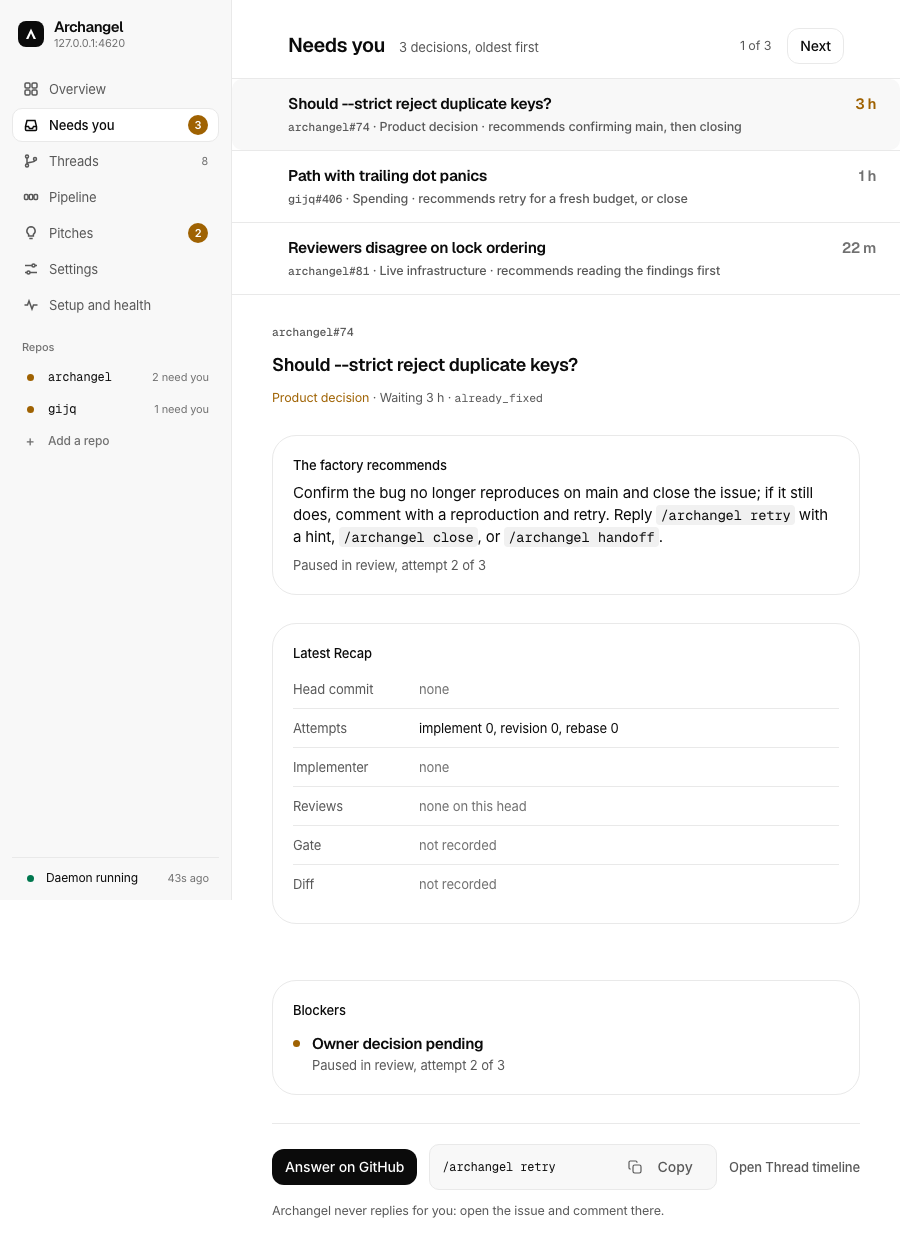 Archangel
127.0.0.1:4620
Overview
Needs you 3
Threads 8
Pipeline
Pitches 2
Settings
Setup and health
Repos
archangel 2 need you
gijq 1 need you
+ Add a repo
Daemon running 43s ago
Needs you 3 decisions, oldest first 1 of 3 Next
Should --strict reject duplicate keys? 3 h
archangel#74 · Product decision · recommends confirming main, then closing
Path with trailing dot panics 1 h
gijq#406 · Spending · recommends retry for a fresh budget, or close
Reviewers disagree on lock ordering 22 m
archangel#81 · Live infrastructure · recommends reading the findings first
archangel#74
Should --strict reject duplicate keys?
Product decision · Waiting 3 h · already_fixed
The factory recommends
Confirm the bug no longer reproduces on main and close the issue; if it still
does, comment with a reproduction and retry. Reply /archangel retry with
a hint, /archangel close, or /archangel handoff.
Paused in review, attempt 2 of 3
Latest Recap
Head commit none
Attempts implement 0, revision 0, rebase 0
Implementer none
Reviews none on this head
Gate not recorded
Diff not recorded
Blockers
Owner decision pending
Paused in review, attempt 2 of 3
Answer on GitHub /archangel retry Copy Open Thread timeline
Archangel never replies for you: open the issue and comment there.